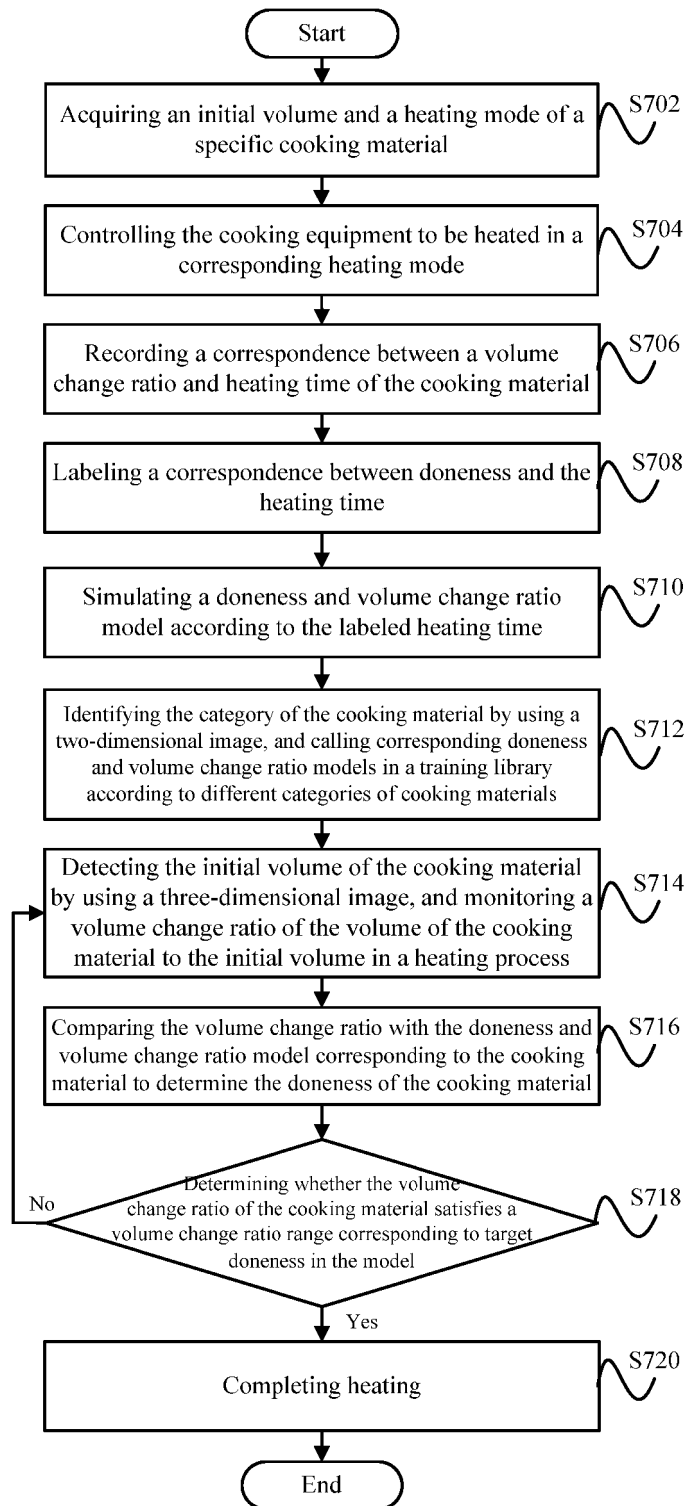 Start
Acquiring an initial volume and a heating mode of a
specific cooking material
S702
Controlling the cooking equipment to be heated in a
corresponding heating mode
S704
Recording a correspondence between a volume
change ratio and heating time of the cooking material
S706
Labeling a correspondence between doneness and the
heating time
S708
Simulating a doneness and volume change ratio
model according to the labeled heating time
S710
Identifying the category of the cooking material by using a
two-dimensional image, and calling corresponding doneness
and volume change ratio models in a training library
according to different categories of cooking materials
S712
Detecting the initial volume of the cooking material
by using a three-dimensional image, and monitoring a
volume change ratio of the volume of the cooking
material to the initial volume in a heating process
S714
Comparing the volume change ratio with the doneness and
volume change ratio model corresponding to the cooking
material to determine the doneness of the cooking material
S716
Determining whether the volume
change ratio of the cooking material satisfies a
volume change ratio range corresponding to target
doneness in the model
S718
No
Yes
Completing heating
S720
End